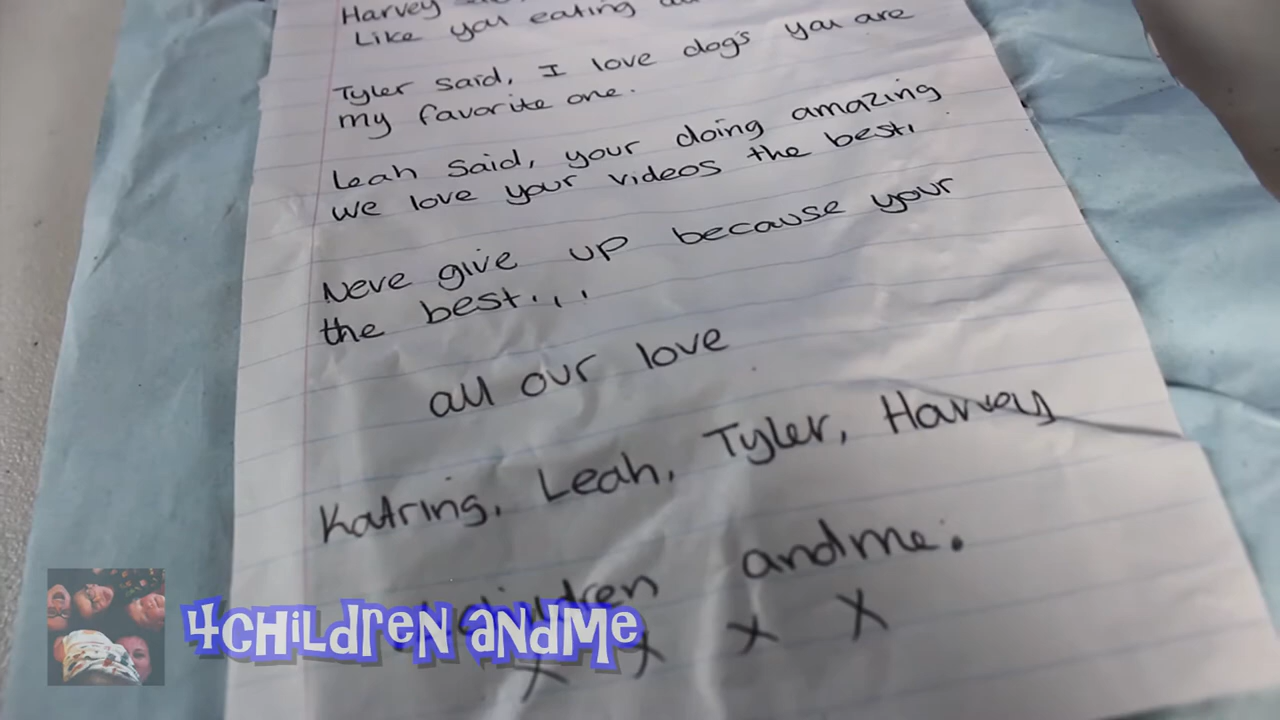 Harvey
Like you eating
Tyler said, I love dog's you are
my favorite one.
Leah said, your doing amazing
we love your videos the best.
Neve give up because your
the best...
all our love
Katrina, Leah, Tyler, Harvey
4children andme.
x x x x
4children andme